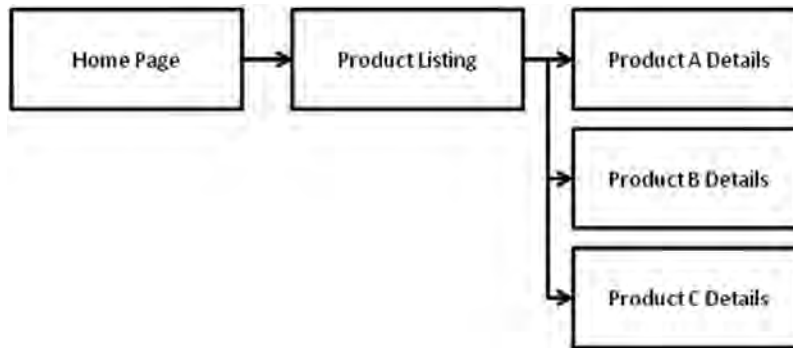 Home Page
Product Listing
Product A Details
Product B Details
Product C Details